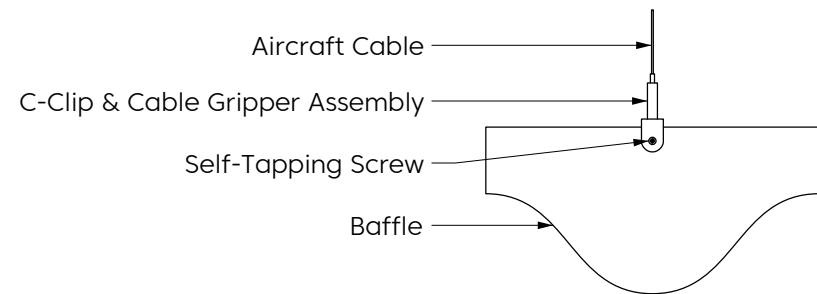 Aircraft Cable
C-Clip & Cable Gripper Assembly
Self-Tapping Screw
Baffle